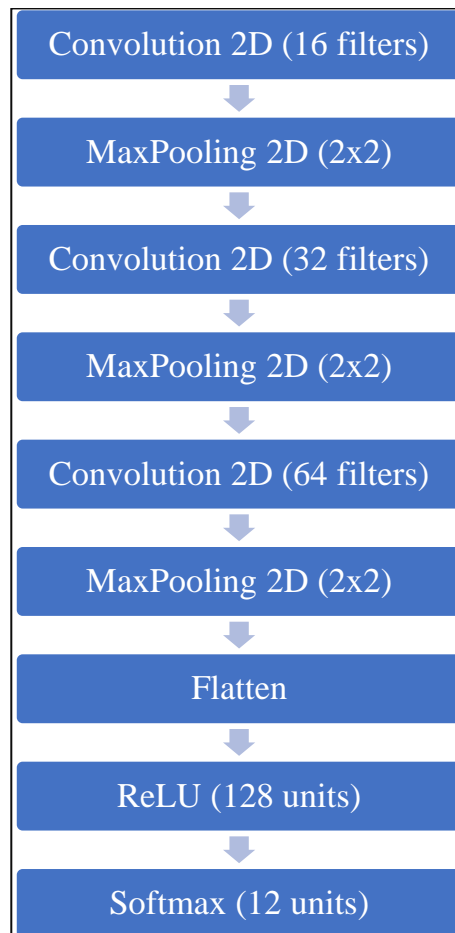 Convolution 2D (16 filters)
MaxPooling 2D (2x2)
Convolution 2D (32 filters)
MaxPooling 2D (2x2)
Convolution 2D (64 filters)
MaxPooling 2D (2x2)
Flatten
ReLU (128 units)
Softmax (12 units)